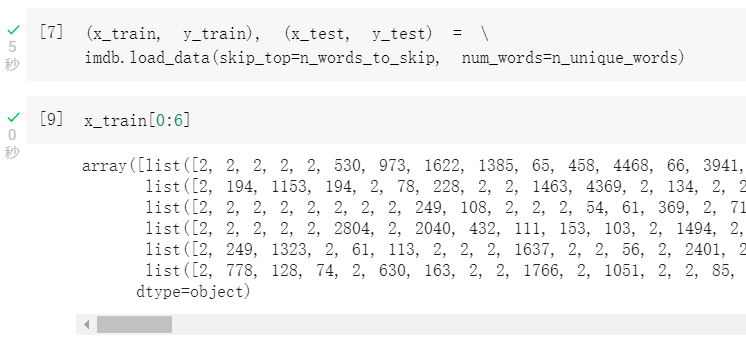 [7] (x_train, y_train), (x_test, y_test) = \
5
秒
imdb.load_data(skip_top=n_words_to_skip, num_words=n_unique_words)
[9] x_train[0:6]
0
秒
array([list([2, 2, 2, 2, 2, 530, 973, 1622, 1385, 65, 458, 4468, 66, 3941,
list([2, 194, 1153, 194, 2, 78, 228, 2, 2, 1463, 4369, 2, 134, 2, 2
list([2, 2, 2, 2, 2, 2, 2, 2, 249, 108, 2, 2, 2, 54, 61, 369, 2, 71
list([2, 2, 2, 2, 2, 2804, 2, 2040, 432, 111, 153, 103, 2, 1494, 2,
list([2, 249, 1323, 2, 61, 113, 2, 2, 2, 1637, 2, 2, 56, 2, 2401, 2
list([2, 778, 128, 74, 2, 630, 163, 2, 2, 1766, 2, 1051, 2, 2, 85,
dtype=object)